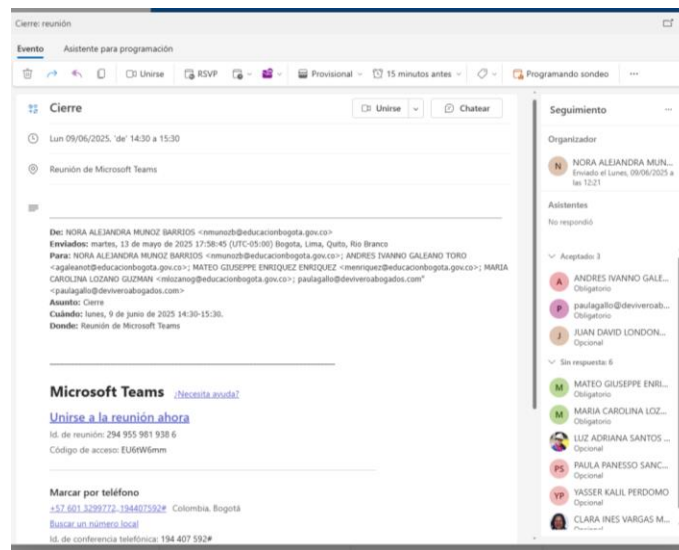 Cierre: reunión
Evento Asistente para programación
Unirse RSVP Provisional 15 minutos antes Programando sondeo ...
Cierre
Unirse Chatear
Lun 09/06/2025, 'de' 14:30 a 15:30
Reunión de Microsoft Teams
De: NORA ALEJANDRA MUNOZ BARRIOS <nmunozb@educacionbogota.gov.co>
Enviados: martes, 13 de mayo de 2025 17:58:45 (UTC-05:00) Bogota, Lima, Quito, Rio Branco
Para: NORA ALEJANDRA MUNOZ BARRIOS <nmunozb@educacionbogota.gov.co>; ANDRES IVANNO GALEANO TORO
<agaleanot@educacionbogota.gov.co>; MATEO GIUSEPPE ENRIQUEZ ENRIQUEZ <menriquez@educacionbogota.gov.co>; MARIA
CAROLINA LOZANO GUZMAN <mlozanog@educacionbogota.gov.co>; paulagallo@deviveroabogados.com"
<paulagallo@deviveroabogados.com>
Asunto: Cierre
Cuándo: lunes, 9 de junio de 2025 14:30-15:30.
Donde: Reunión de Microsoft Teams
Microsoft Teams ¿Necesita ayuda?
Unirse a la reunión ahora
Id. de reunión: 294 955 981 938 6
Código de acceso: EU6tW6mm
Marcar por teléfono
+57 601 3299772,,194407592# Colombia, Bogotá
Buscar un número local
Id. de conferencia telefónica: 194 407 592#
Seguimiento ...
Organizador
N NORA ALEJANDRA MUN...
Enviado el Lunes, 09/06/2025 a
las 12:21
Asistentes
No respondió
Aceptado: 3
A ANDRES IVANNO GALE...
Obligatorio
P paulagallo@deviveroab...
Obligatorio
J JUAN DAVID LONDON...
Opcional
Sin respuesta: 6
M MATEO GIUSEPPE ENRI...
Obligatorio
M MARIA CAROLINA LOZ...
Obligatorio
LUZ ADRIANA SANTOS ...
Opcional
PS PAULA PANESSO SANC...
Opcional
YP YASSER KALIL PERDOMO
Opcional
CLARA INES VARGAS M...
Opcional